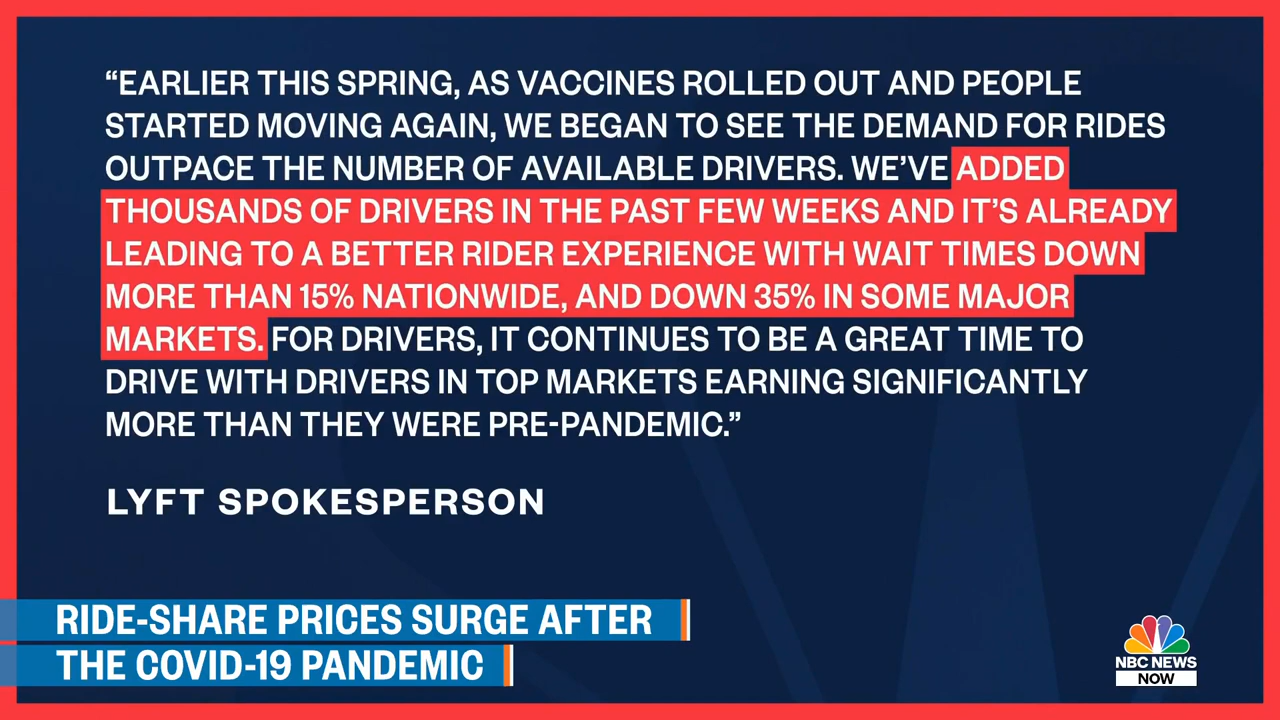 “EARLIER THIS SPRING, AS VACCINES ROLLED OUT AND PEOPLE
STARTED MOVING AGAIN, WE BEGAN TO SEE THE DEMAND FOR RIDES
OUTPACE THE NUMBER OF AVAILABLE DRIVERS. WE’VE ADDED
THOUSANDS OF DRIVERS IN THE PAST FEW WEEKS AND IT’S ALREADY
LEADING TO A BETTER RIDER EXPERIENCE WITH WAIT TIMES DOWN
MORE THAN 15% NATIONWIDE, AND DOWN 35% IN SOME MAJOR
MARKETS. FOR DRIVERS, IT CONTINUES TO BE A GREAT TIME TO
DRIVE WITH DRIVERS IN TOP MARKETS EARNING SIGNIFICANTLY
MORE THAN THEY WERE PRE-PANDEMIC.”
LYFT SPOKESPERSON
RIDE-SHARE PRICES SURGE AFTER
THE COVID-19 PANDEMIC
NBC NEWS
NOW